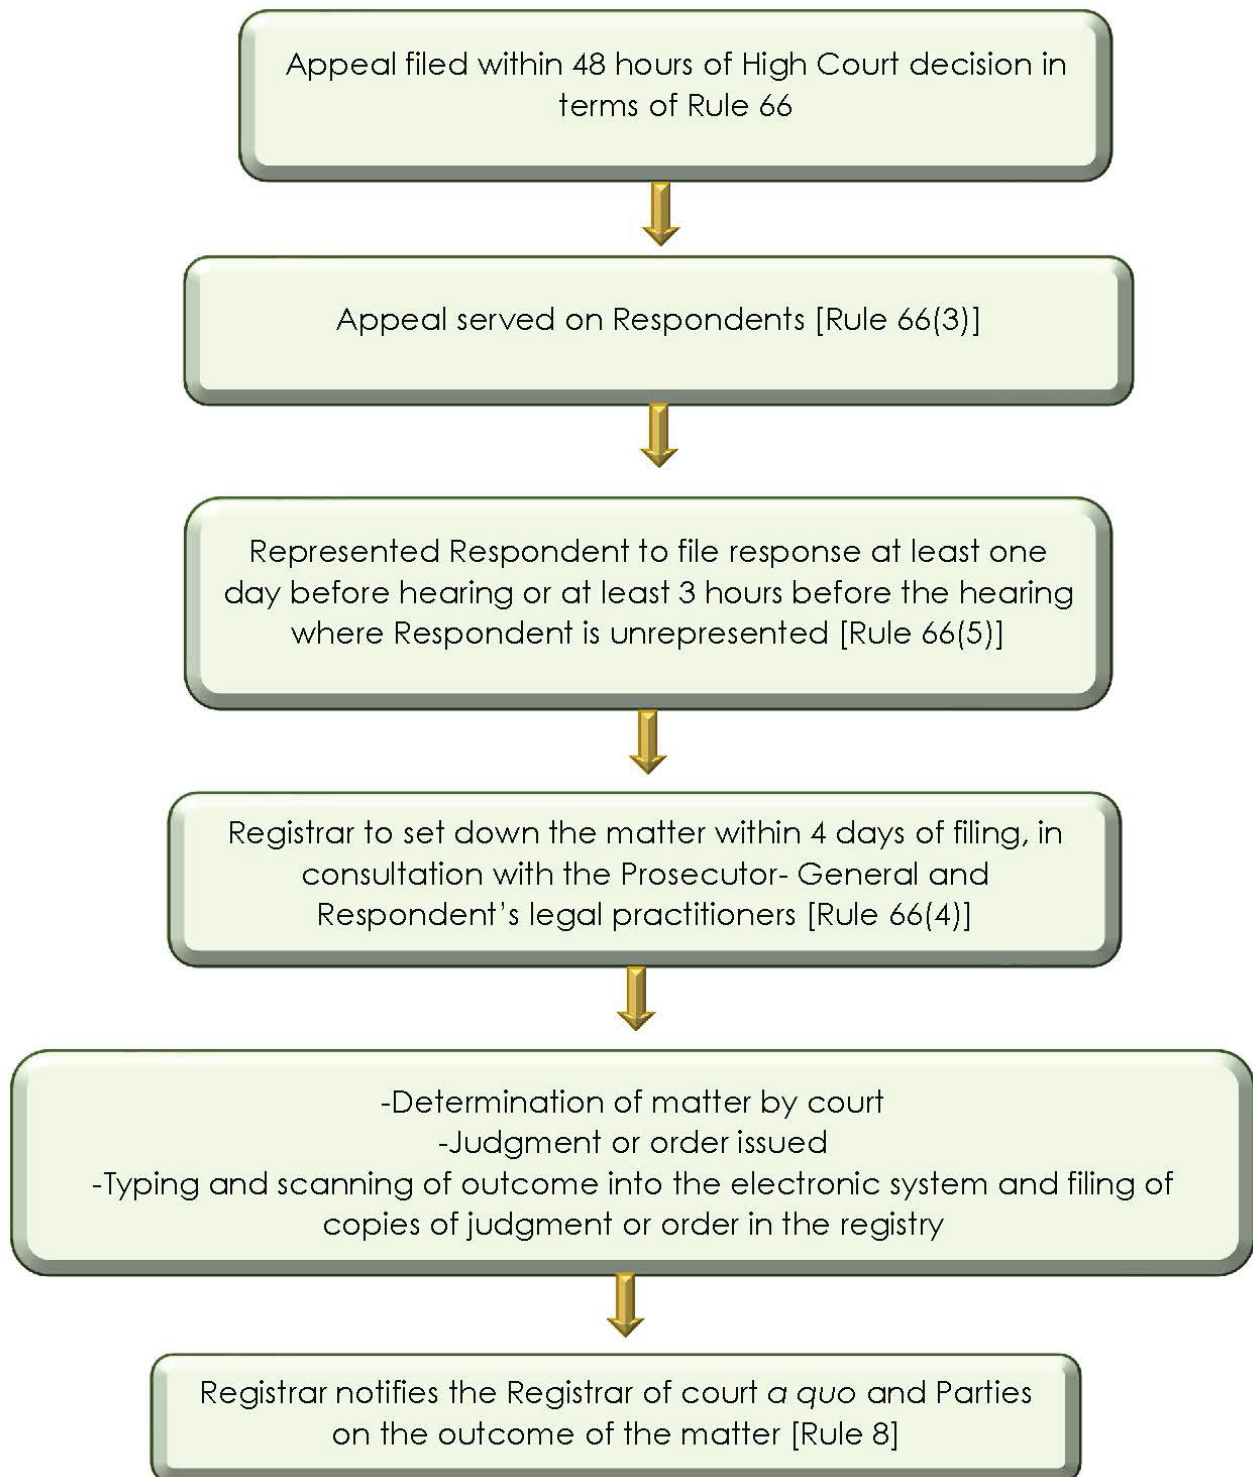 Appeal filed within 48 hours of High Court decision in
terms of Rule 66
Appeal served on Respondents [Rule 66(3)]
Represented Respondent to file response at least one
day before hearing or at least 3 hours before the hearing
where Respondent is unrepresented [Rule 66(5)]
Registrar to set down the matter within 4 days of filing, in
consultation with the Prosecutor- General and
Respondent's legal practitioners [Rule 66(4)]
-Determination of matter by court
-Judgment or order issued
-Typing and scanning of outcome into the electronic system and filing of
copies of judgment or order in the registry
Registrar notifies the Registrar of court a quo and Parties
on the outcome of the matter [Rule 8]